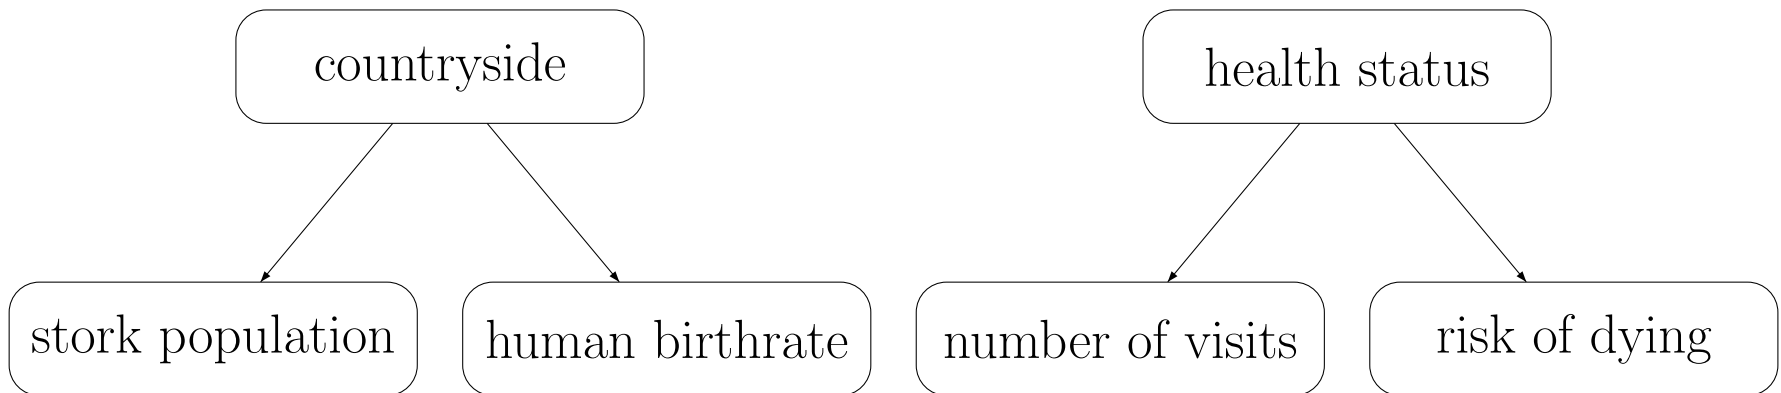 countryside
health status
stork population
human birthrate
number of visits
risk of dying